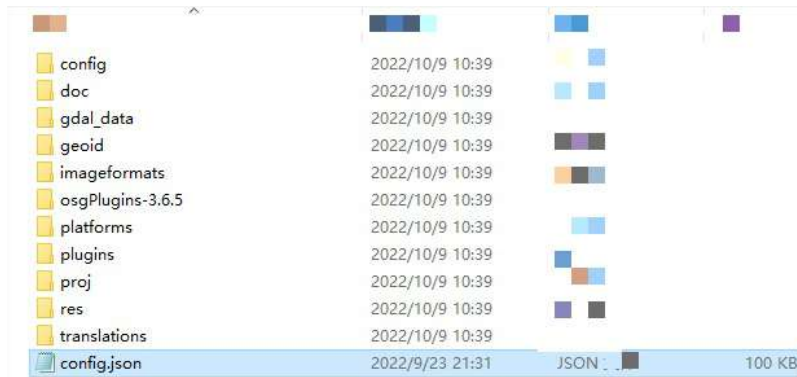 config 2022/10/9 10:39
doc 2022/10/9 10:39
gdal_data 2022/10/9 10:39
geoid 2022/10/9 10:39
imageformats 2022/10/9 10:39
osgPlugins-3.6.5 2022/10/9 10:39
platforms 2022/10/9 10:39
plugins 2022/10/9 10:39
proj 2022/10/9 10:39
res 2022/10/9 10:39
translations 2022/10/9 10:39
config.json 2022/9/23 21:31 JSON 100 KB